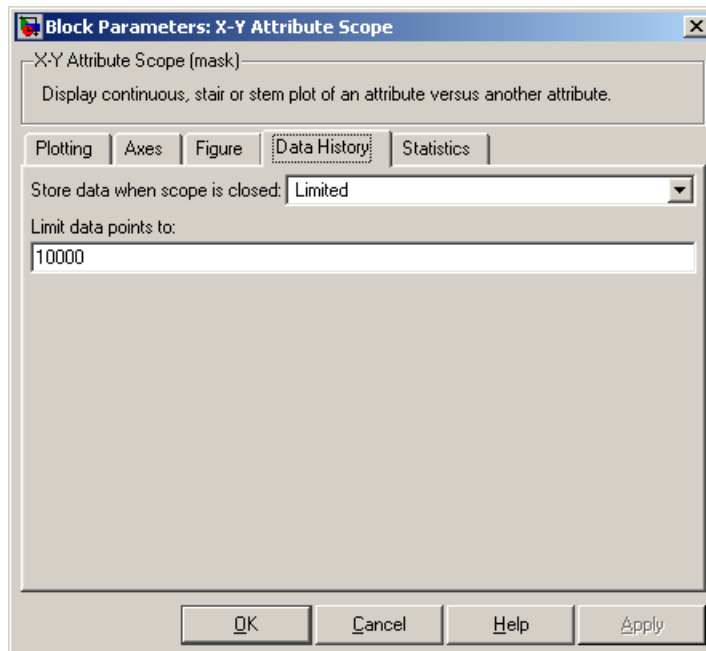 Block Parameters: X-Y Attribute Scope
X-Y Attribute Scope (mask)
Display continuous, stair or stem plot of an attribute versus another attribute.
Plotting Axes Figure Data History Statistics
Store data when scope is closed: Limited
Limit data points to:
10000
OK Cancel Help Apply